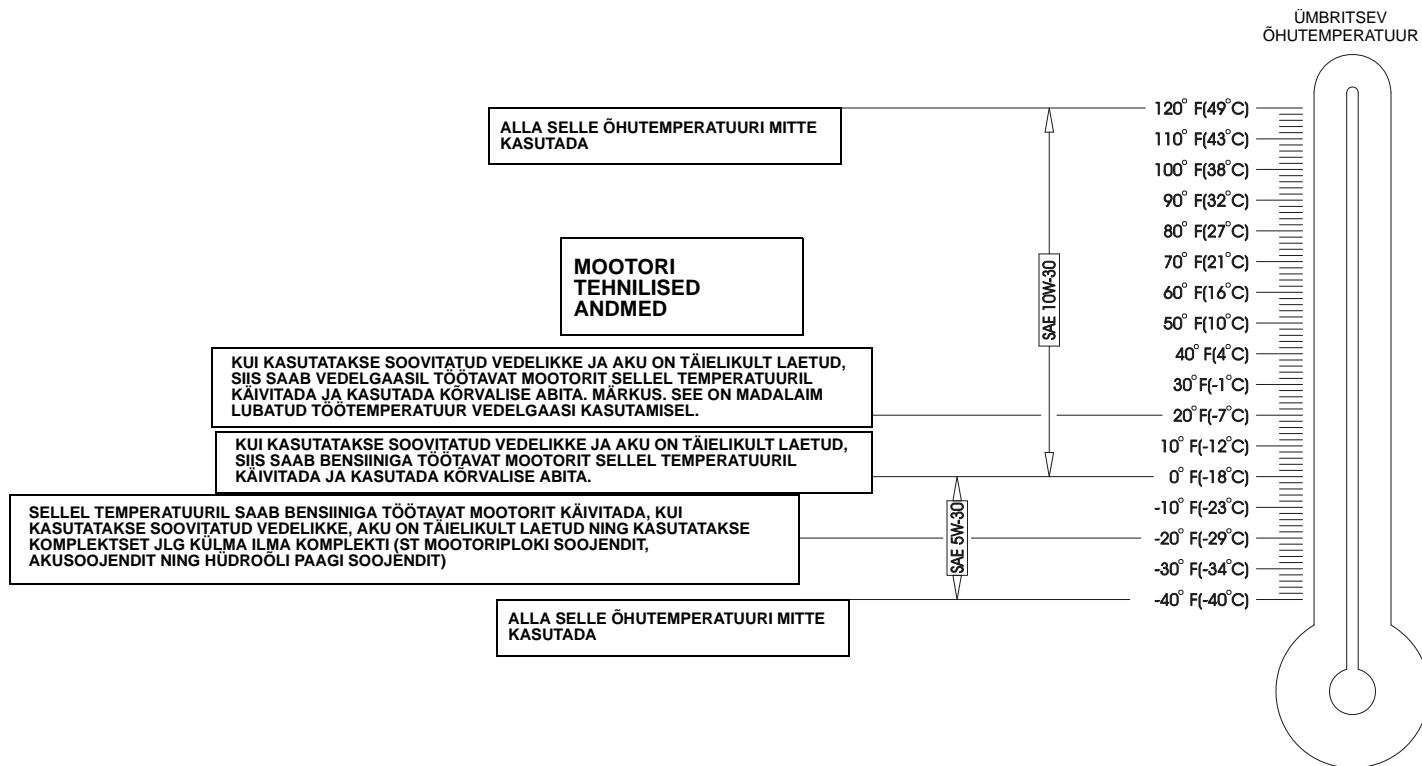 ÜMBRITSEV
ÕHUTEMPERATUUR
ALLA SELLE ÕHUTEMPERATUURI MITTE
KASUTADA
120° F(49°C)
110° F(43°C)
100° F(38°C)
90° F(32°C)
80° F(27°C)
70° F(21°C)
60° F(16°C)
50° F(10°C)
40° F(4°C)
30°F(-1°C)
20°F(-7°C)
10° F(-12°C)
0° F(-18°C)
-10° F(-23°C)
-20° F(-29°C)
-30° F(-34°C)
-40° F(-40°C)
SAE 10W-30
MOOTORI
TEHNILISED
ANDMED
KUI KASUTATAKSE SOOVITATUD VEDELIKKE JA AKU ON TÄIELIKULT LAETUD,
SIIS SAAB VEDELGAASIL TÖÖTAVAT MOOTORIT SELLEL TEMPERATUURIL
KÄIVITADA JA KASUTADA KÕRVALISE ABITA. MÄRKUS. SEE ON MADALAIM
LUBATUD TÖÖTEMPERATUUR VEDELGAASI KASUTAMISEL.
KUI KASUTATAKSE SOOVITATUD VEDELIKKE JA AKU ON TÄIELIKULT LAETUD,
SIIS SAAB BENSIINIGA TÖÖTAVAT MOOTORIT SELLEL TEMPERATUURIL
KÄIVITADA JA KASUTADA KÕRVALISE ABITA.
SELLEL TEMPERATUURIL SAAB BENSIINIGA TÖÖTAVAT MOOTORIT KÄIVITADA, KUI
KASUTATAKSE SOOVITATUD VEDELIKKE, AKU ON TÄIELIKULT LAETUD NING KASUTATAKSE
KOMPLEKTSET JLG KÜLMA ILMA KOMPLEKTI (ST MOOTORIPLOKI SOOJENDIT,
AKUSOOJENDIT NING HÜDROÕLI PAAGI SOOJENDIT)
SAE 5W-30
ALLA SELLE ÕHUTEMPERATUURI MITTE
KASUTADA